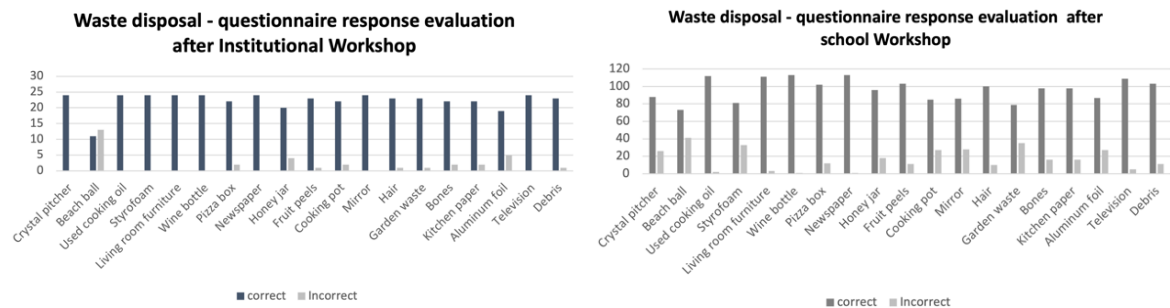 Waste disposal - questionnaire response evaluation
after Institutional Workshop
30
25
20
15
10
5
0
Crystal pitcher
Beach ball
Used cooking oil
Styrofoam
Living room furniture
Wine bottle
Pizza box
Newspaper
Honey jar
Fruit peels
Cooking pot
Mirror
Hair
Garden waste
Bones
Kitchen paper
Aluminum foil
Television
Debris
correct
Incorrect
Waste disposal - questionnaire response evaluation after
school Workshop
120
100
80
60
40
20
0
Crystal pitcher
Beach ball
Used cooking oil
Styrofoam
Living room furniture
Wine bottle
Pizza box
Newspaper
Honey jar
Fruit peels
Cooking pot
Mirror
Hair
Garden waste
Bones
Kitchen paper
Aluminum foil
Television
Debris
correct
Incorrect